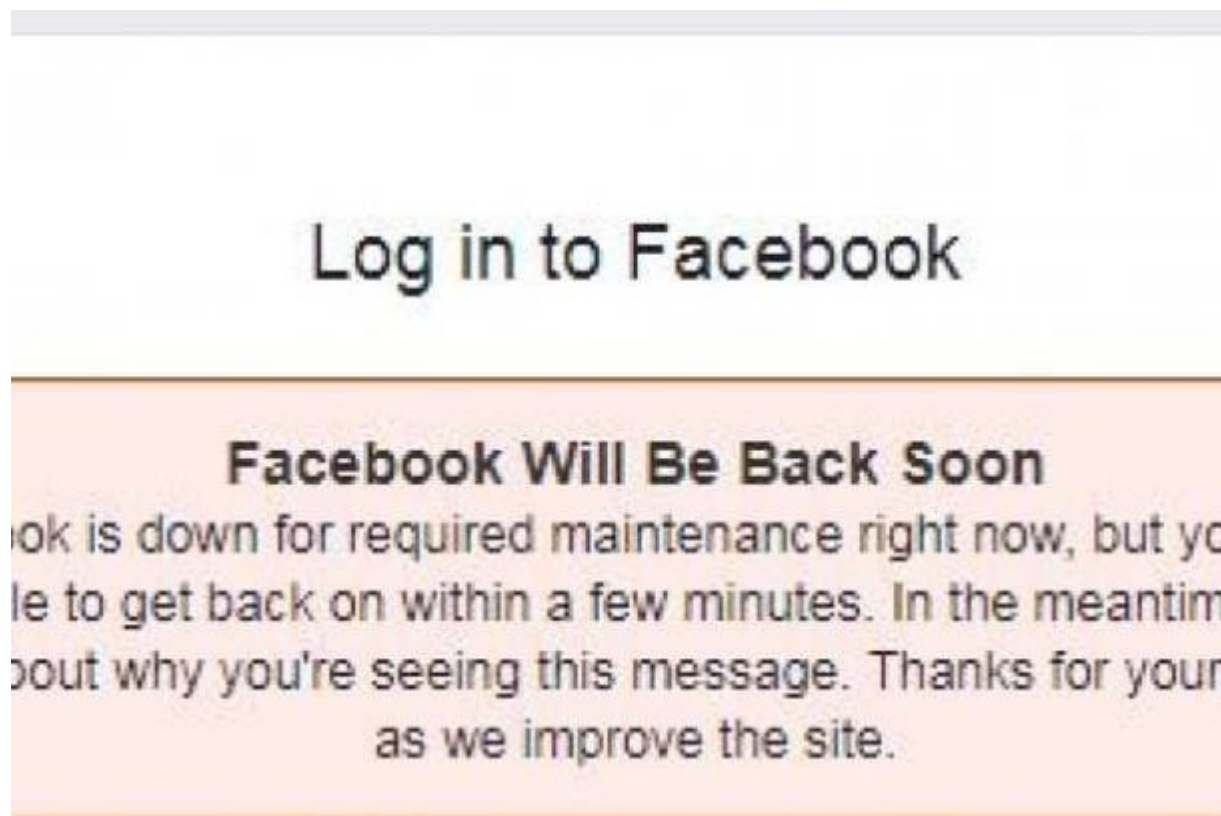 Log in to Facebook
Facebook Will Be Back Soon
ok is down for required maintenance right now, but yo
le to get back on within a few minutes. In the meantim
out why you're seeing this message. Thanks for your
as we improve the site.